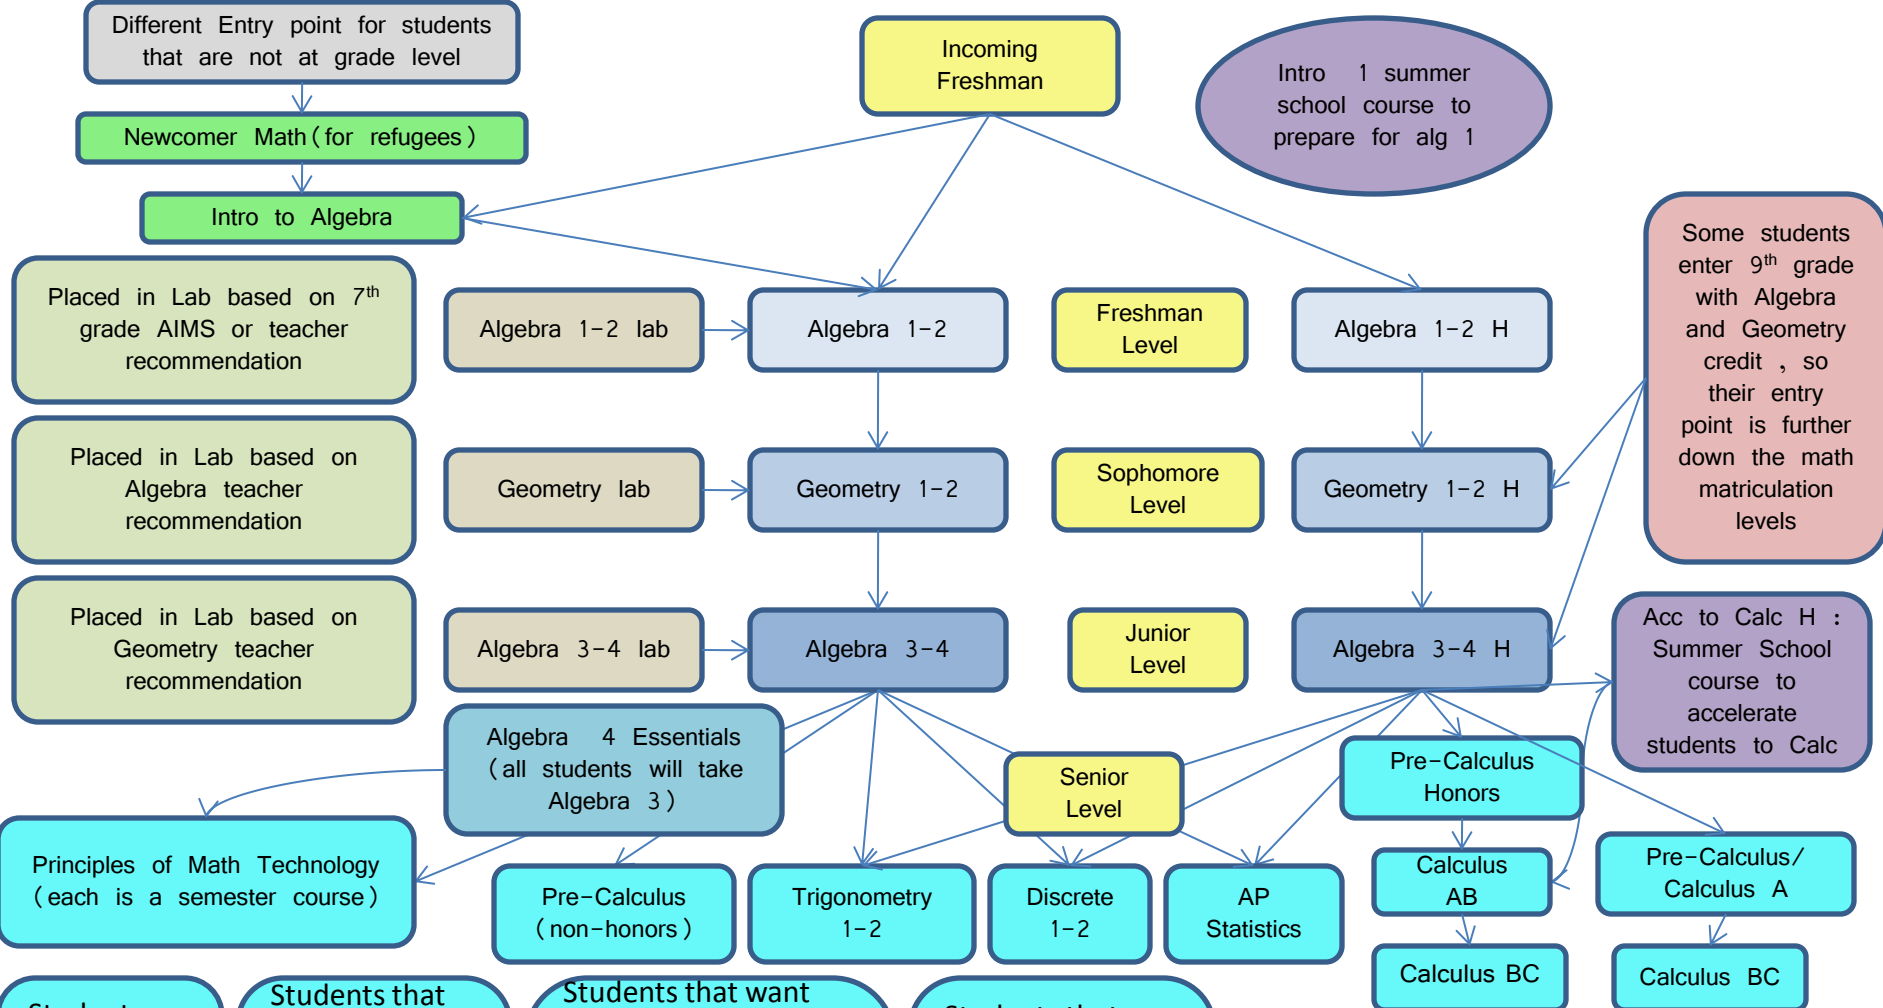 Different Entry point for students
that are not at grade level
Incoming
Freshman
Intro 1 summer
school course to
prepare for alg 1
Newcomer Math(for refugees)
Intro to Algebra
Some students
enter 9th grade
with Algebra
and Geometry
credit , so
their entry
point is further
down the math
matriculation
levels
Placed in Lab based on 7th
grade AIMS or teacher
recommendation
Algebra 1-2 lab
Algebra 1-2
Freshman
Level
Algebra 1-2 H
Placed in Lab based on
Algebra teacher
recommendation
Geometry lab
Geometry 1-2
Sophomore
Level
Geometry 1-2 H
Placed in Lab based on
Geometry teacher
recommendation
Algebra 3-4 lab
Algebra 3-4
Junior
Level
Algebra 3-4 H
Acc to Calc H :
Summer School
course to
accelerate
students to Calc
Algebra 4 Essentials
(all students will take
Algebra 3)
Senior
Level
Pre-Calculus
Honors
Principles of Math Technology
(each is a semester course)
Pre-Calculus
(non-honors)
Trigonometry
1-2
Discrete
1-2
AP
Statistics
Calculus
AB
Pre-Calculus/
Calculus A
Calculus BC
Calculus BC
Students that
Students that want